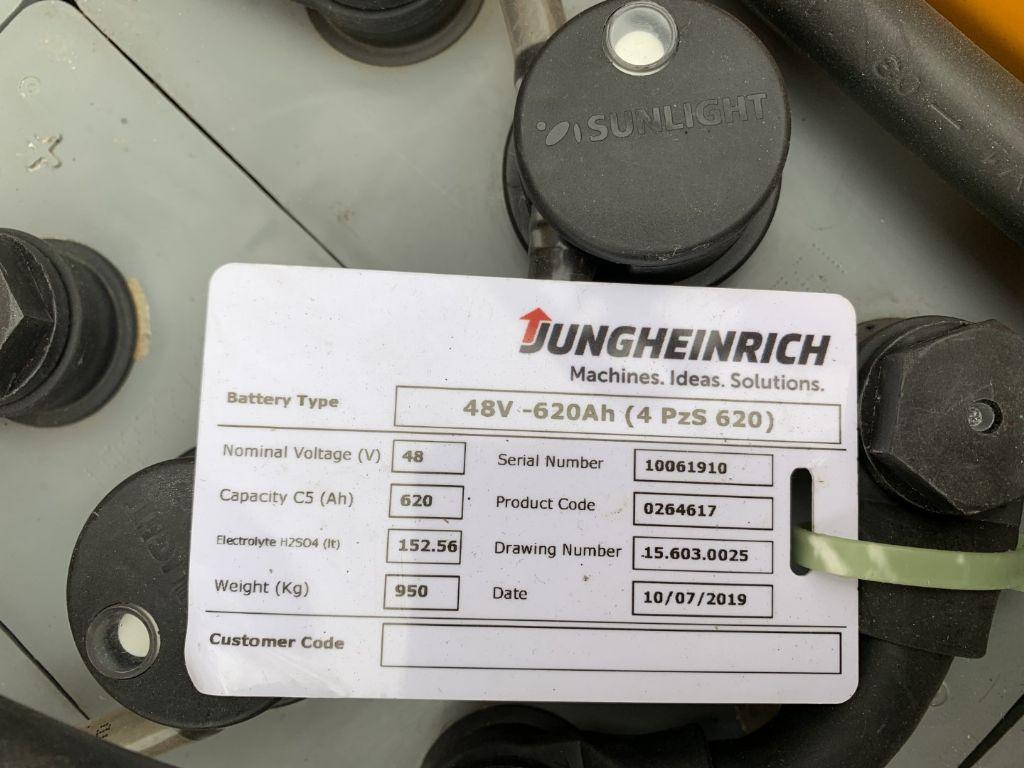 SUNLIGHT
JUNGHEINRICH
Machines. Ideas. Solutions.
Battery Type 48V -620Ah (4 PzS 620)
Nominal Voltage (V) 48 Serial Number 10061910
Capacity C5 (Ah) 620 Product Code 0264617
Electrolyte H2SO4 (lt) 152.56 Drawing Number 15.603.0025
Weight (Kg) 950 Date 10/07/2019
Customer Code